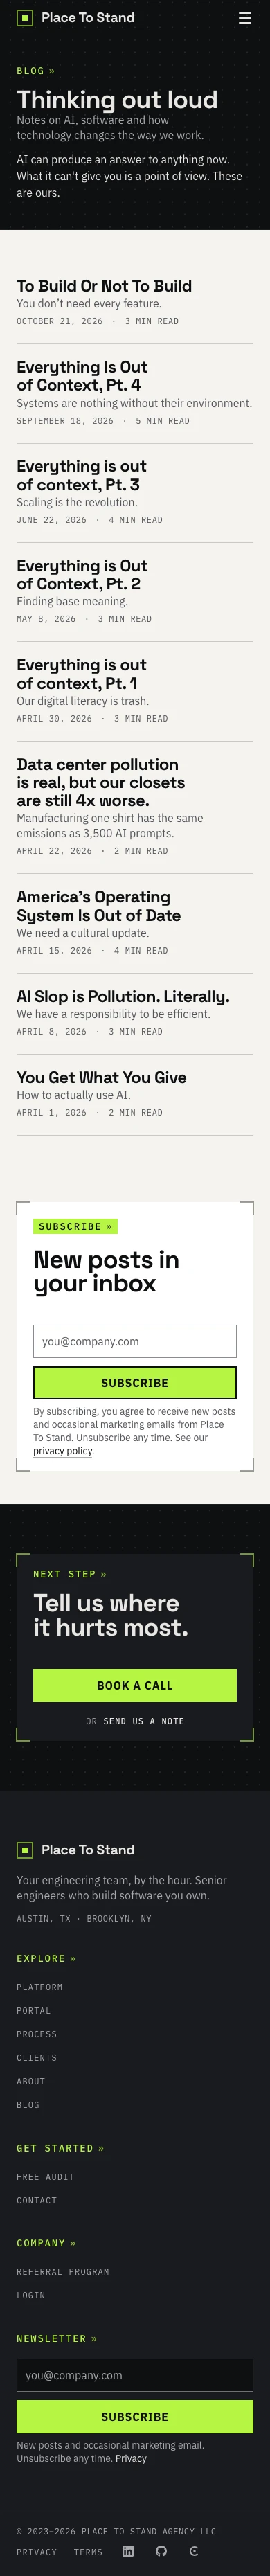 Place To Stand
BLOG »
Thinking out loud
Notes on AI, software and how
technology changes the way we work.
AI can produce an answer to anything now.
What it can't give you is a point of view. These
are ours.
To Build Or Not To Build
You don't need every feature.
OCTOBER 21, 2026 · 3 MIN READ
Everything Is Out
of Context, Pt. 4
Systems are nothing without their environment.
SEPTEMBER 18, 2026 · 5 MIN READ
Everything is out
of context, Pt. 3
Scaling is the revolution.
JUNE 22, 2026 · 4 MIN READ
Everything is Out
of Context, Pt. 2
Finding base meaning.
MAY 8, 2026 · 3 MIN READ
Everything is out
of context, Pt. 1
Our digital literacy is trash.
APRIL 30, 2026 · 3 MIN READ
Data center pollution
is real, but our closets
are still 4x worse.
Manufacturing one shirt has the same
emissions as 3,500 AI prompts.
APRIL 22, 2026 · 2 MIN READ
America's Operating
System Is Out of Date
We need a cultural update.
APRIL 15, 2026 · 4 MIN READ
AI Slop is Pollution. Literally.
We have a responsibility to be efficient.
APRIL 8, 2026 · 3 MIN READ
You Get What You Give
How to actually use AI.
APRIL 1, 2026 · 2 MIN READ
SUBSCRIBE »
New posts in
your inbox
you@company.com
SUBSCRIBE
By subscribing, you agree to receive new posts
and occasional marketing emails from Place
To Stand. Unsubscribe any time. See our
privacy policy.
NEXT STEP »
Tell us where
it hurts most.
BOOK A CALL
OR SEND US A NOTE
Place To Stand
Your engineering team, by the hour. Senior
engineers who build software you own.
AUSTIN, TX · BROOKLYN, NY
EXPLORE »
PLATFORM
PORTAL
PROCESS
CLIENTS
ABOUT
BLOG
GET STARTED »
FREE AUDIT
CONTACT
COMPANY »
REFERRAL PROGRAM
LOGIN
NEWSLETTER »
you@company.com
SUBSCRIBE
New posts and occasional marketing email.
Unsubscribe any time. Privacy
© 2023–2026 PLACE TO STAND AGENCY LLC
PRIVACY TERMS